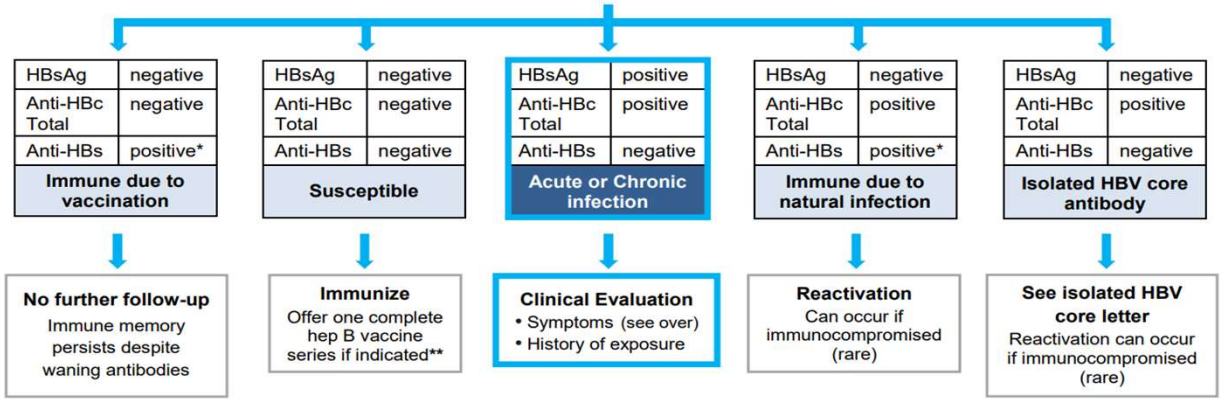 HBsAg negative
Anti-HBc negative
Total
Anti-HBs positive*
Immune due to
vaccination
No further follow-up
Immune memory
persists despite
waning antibodies
HBsAg negative
Anti-HBc negative
Total
Anti-HBs negative
Susceptible
Immunize
Offer one complete
hep B vaccine
series if indicated**
HBsAg positive
Anti-HBc positive
Total
Anti-HBs negative
Acute or Chronic
infection
Clinical Evaluation
• Symptoms (see over)
• History of exposure
HBsAg negative
Anti-HBc positive
Total
Anti-HBs positive*
Immune due to
natural infection
Reactivation
Can occur if
immunocompromised
(rare)
HBsAg negative
Anti-HBc positive
Total
Anti-HBs negative
Isolated HBV core
antibody
See isolated HBV
core letter
Reactivation can occur
if immunocompromised
(rare)